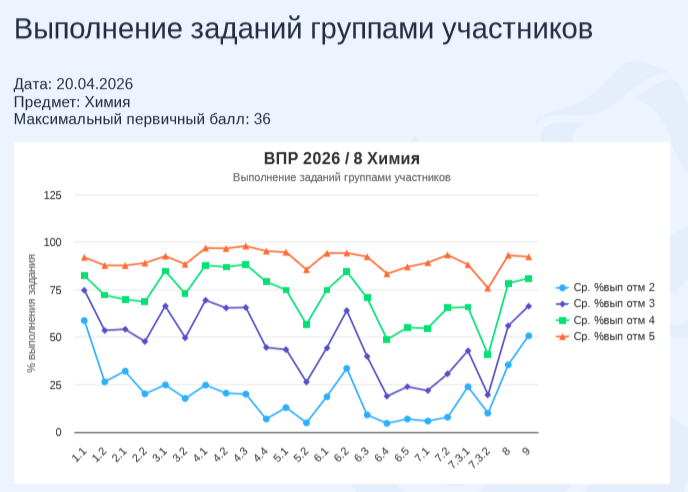 Выполнение заданий группами участников
Дата: 20.04.2026
Предмет: Химия
Максимальный первичный балл: 36
ВПР 2026 / 8 Химия
Выполнение заданий группами участников
% выполнения задания
125
100
75
50
25
0
1.1 1.2 2.1 2.2 3.1 3.2 4.1 4.2 4.3 4.4 5.1 5.2 6.1 6.2 6.3 6.4 6.5 7.1 7.2 7.3.1 7.3.2 8 9
Ср. %вып отм 2
Ср. %вып отм 3
Ср. %вып отм 4
Ср. %вып отм 5